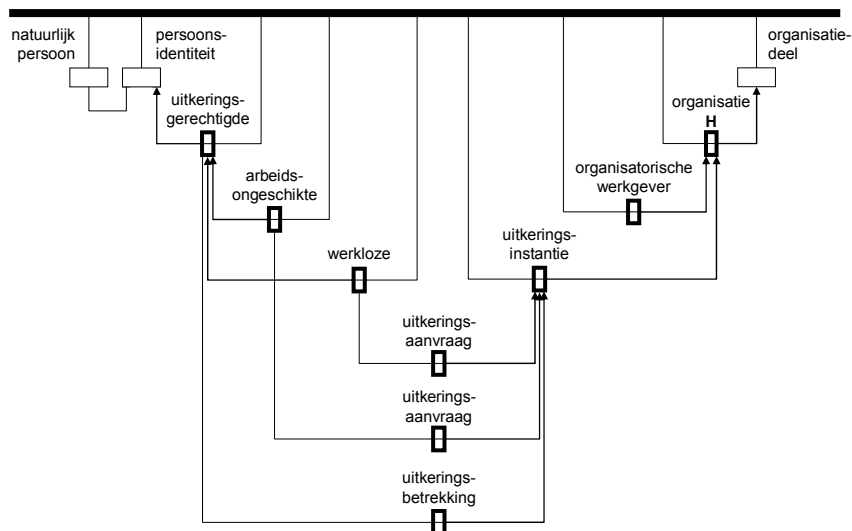 natuurlijk
persoon
persoons-
identiteit
organisatie-
deel
uitkerings-
gerechtigde
organisatie
H
arbeids-
ongeschikte
organisatorische
werkgever
werkloze
uitkerings-
instantie
uitkerings-
aanvraag
uitkerings-
aanvraag
uitkerings-
betrekking